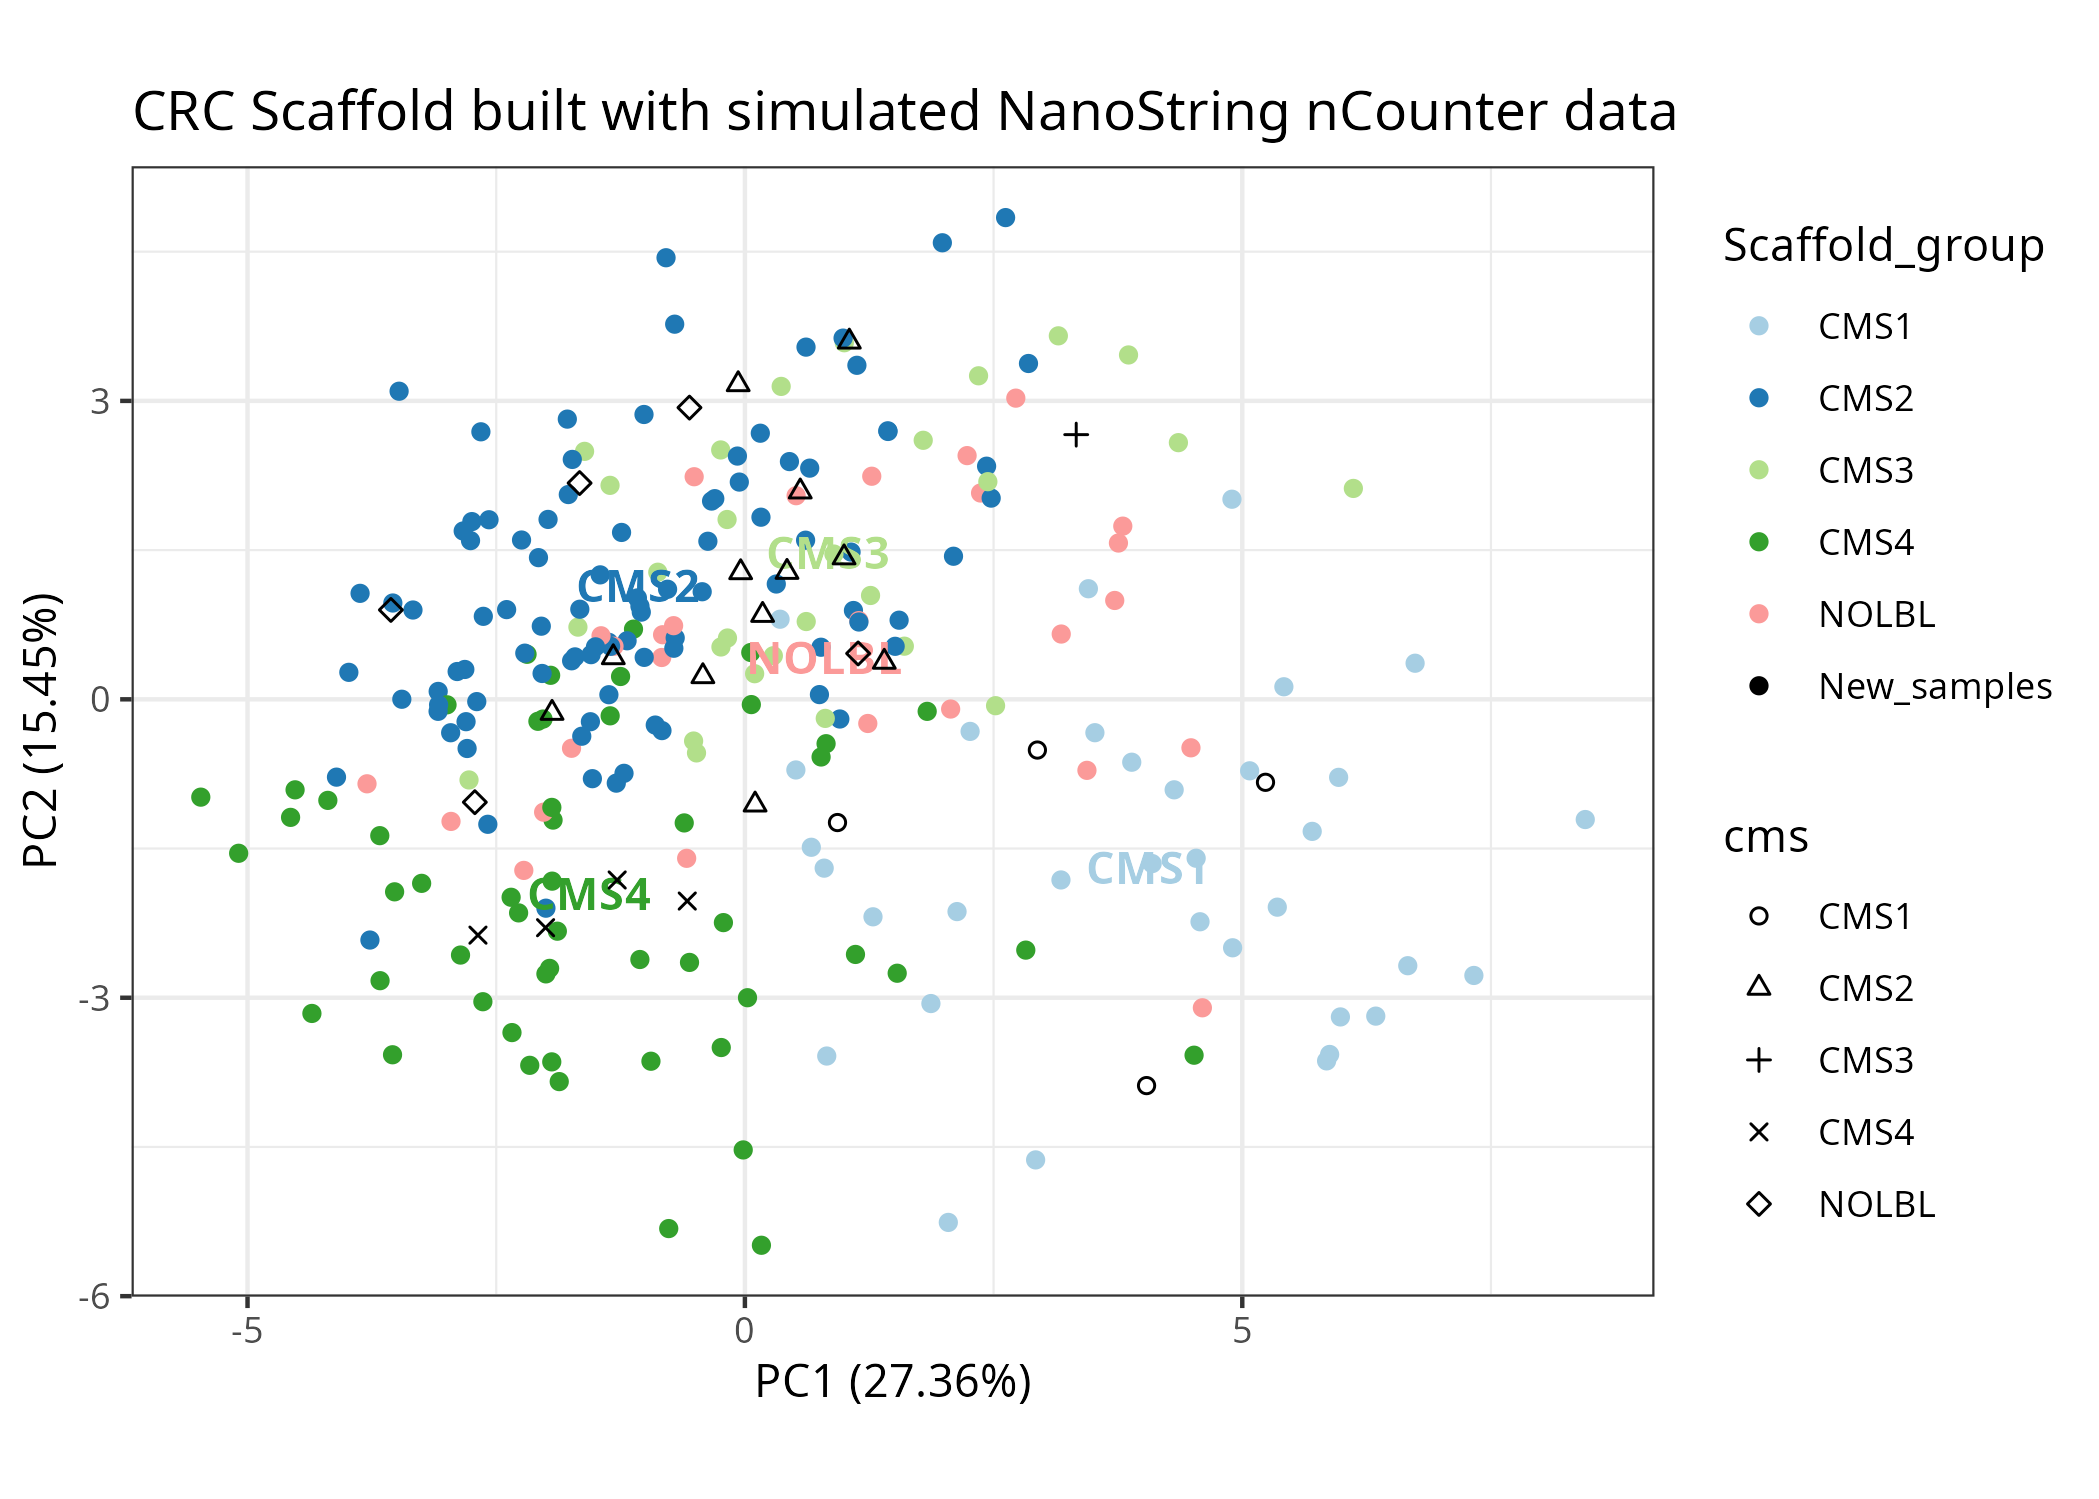 CRC Scaffold built with simulated NanoString nCounter data
PC2 (15.45%)
3
0
-3
-6
-5
0
5
PC1 (27.36%)
CMS3
CMS2
NOLBL
CMS1
CMS4
Scaffold_group
CMS1
CMS2
CMS3
CMS4
NOLBL
New_samples
cms
CMS1
CMS2
CMS3
CMS4
NOLBL